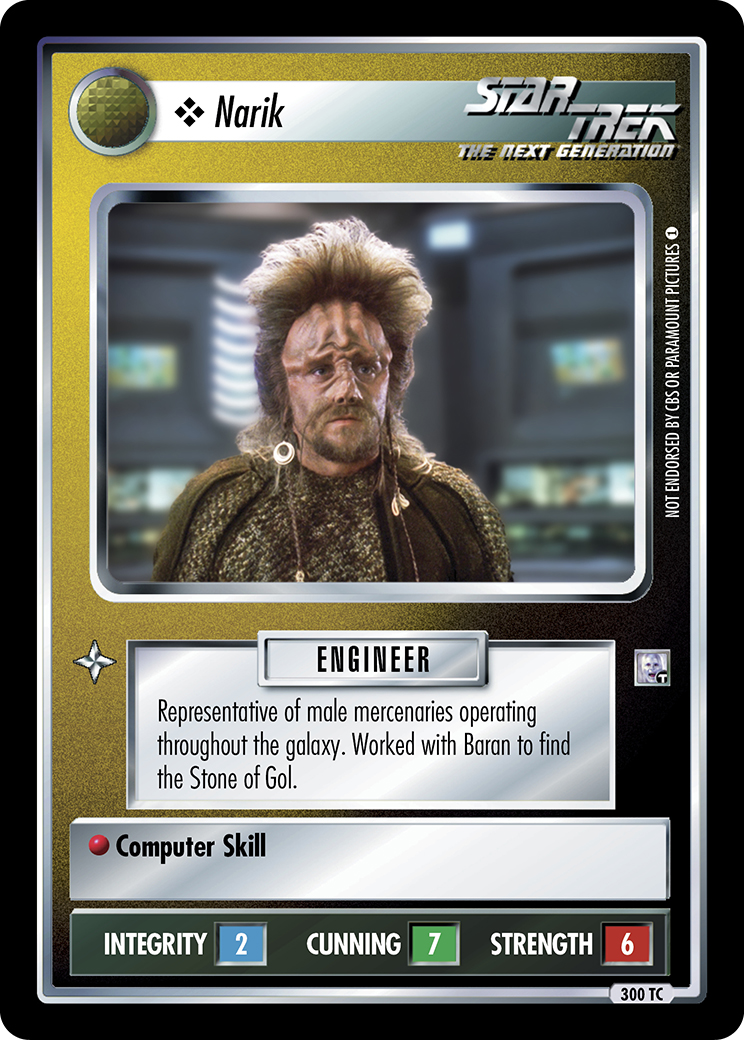 ❖ Narik
STAR TREK
THE NEXT GENERATION
NOT ENDORSED BY CBS OR PARAMOUNT PICTURES 1
ENGINEER
T
Representative of male mercenaries operating
throughout the galaxy. Worked with Baran to find
the Stone of Gol.
Computer Skill
INTEGRITY 2 CUNNING 7 STRENGTH 6
300 TC